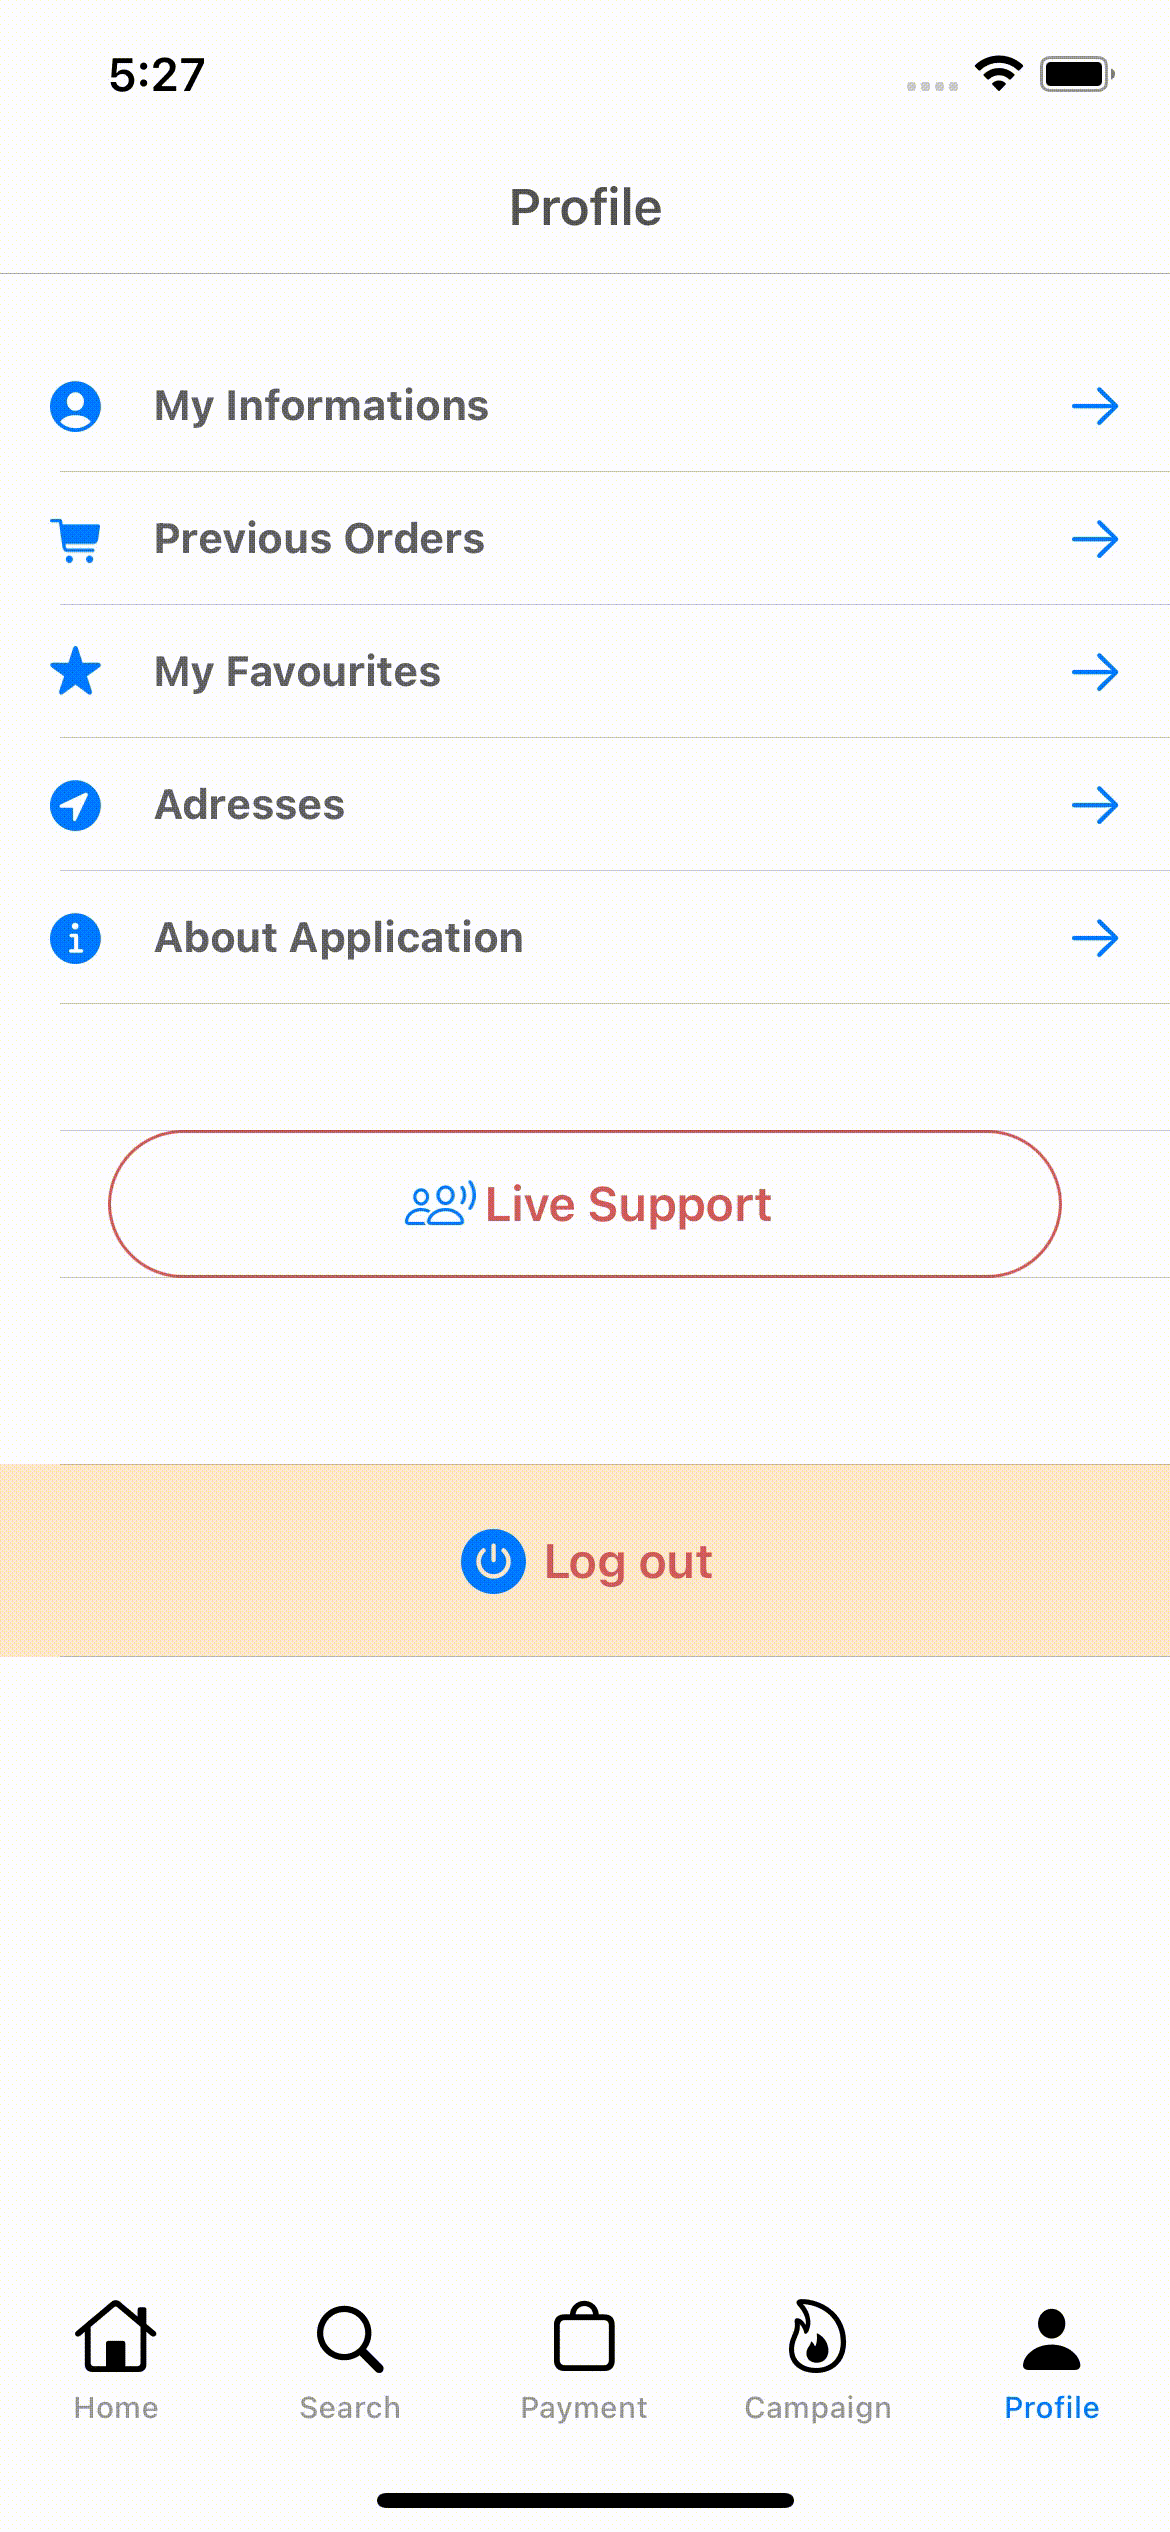 5:27
Profile
My Informations
Previous Orders
My Favourites
Adresses
About Application
Live Support
Log out
Home
Search
Payment
Campaign
Profile